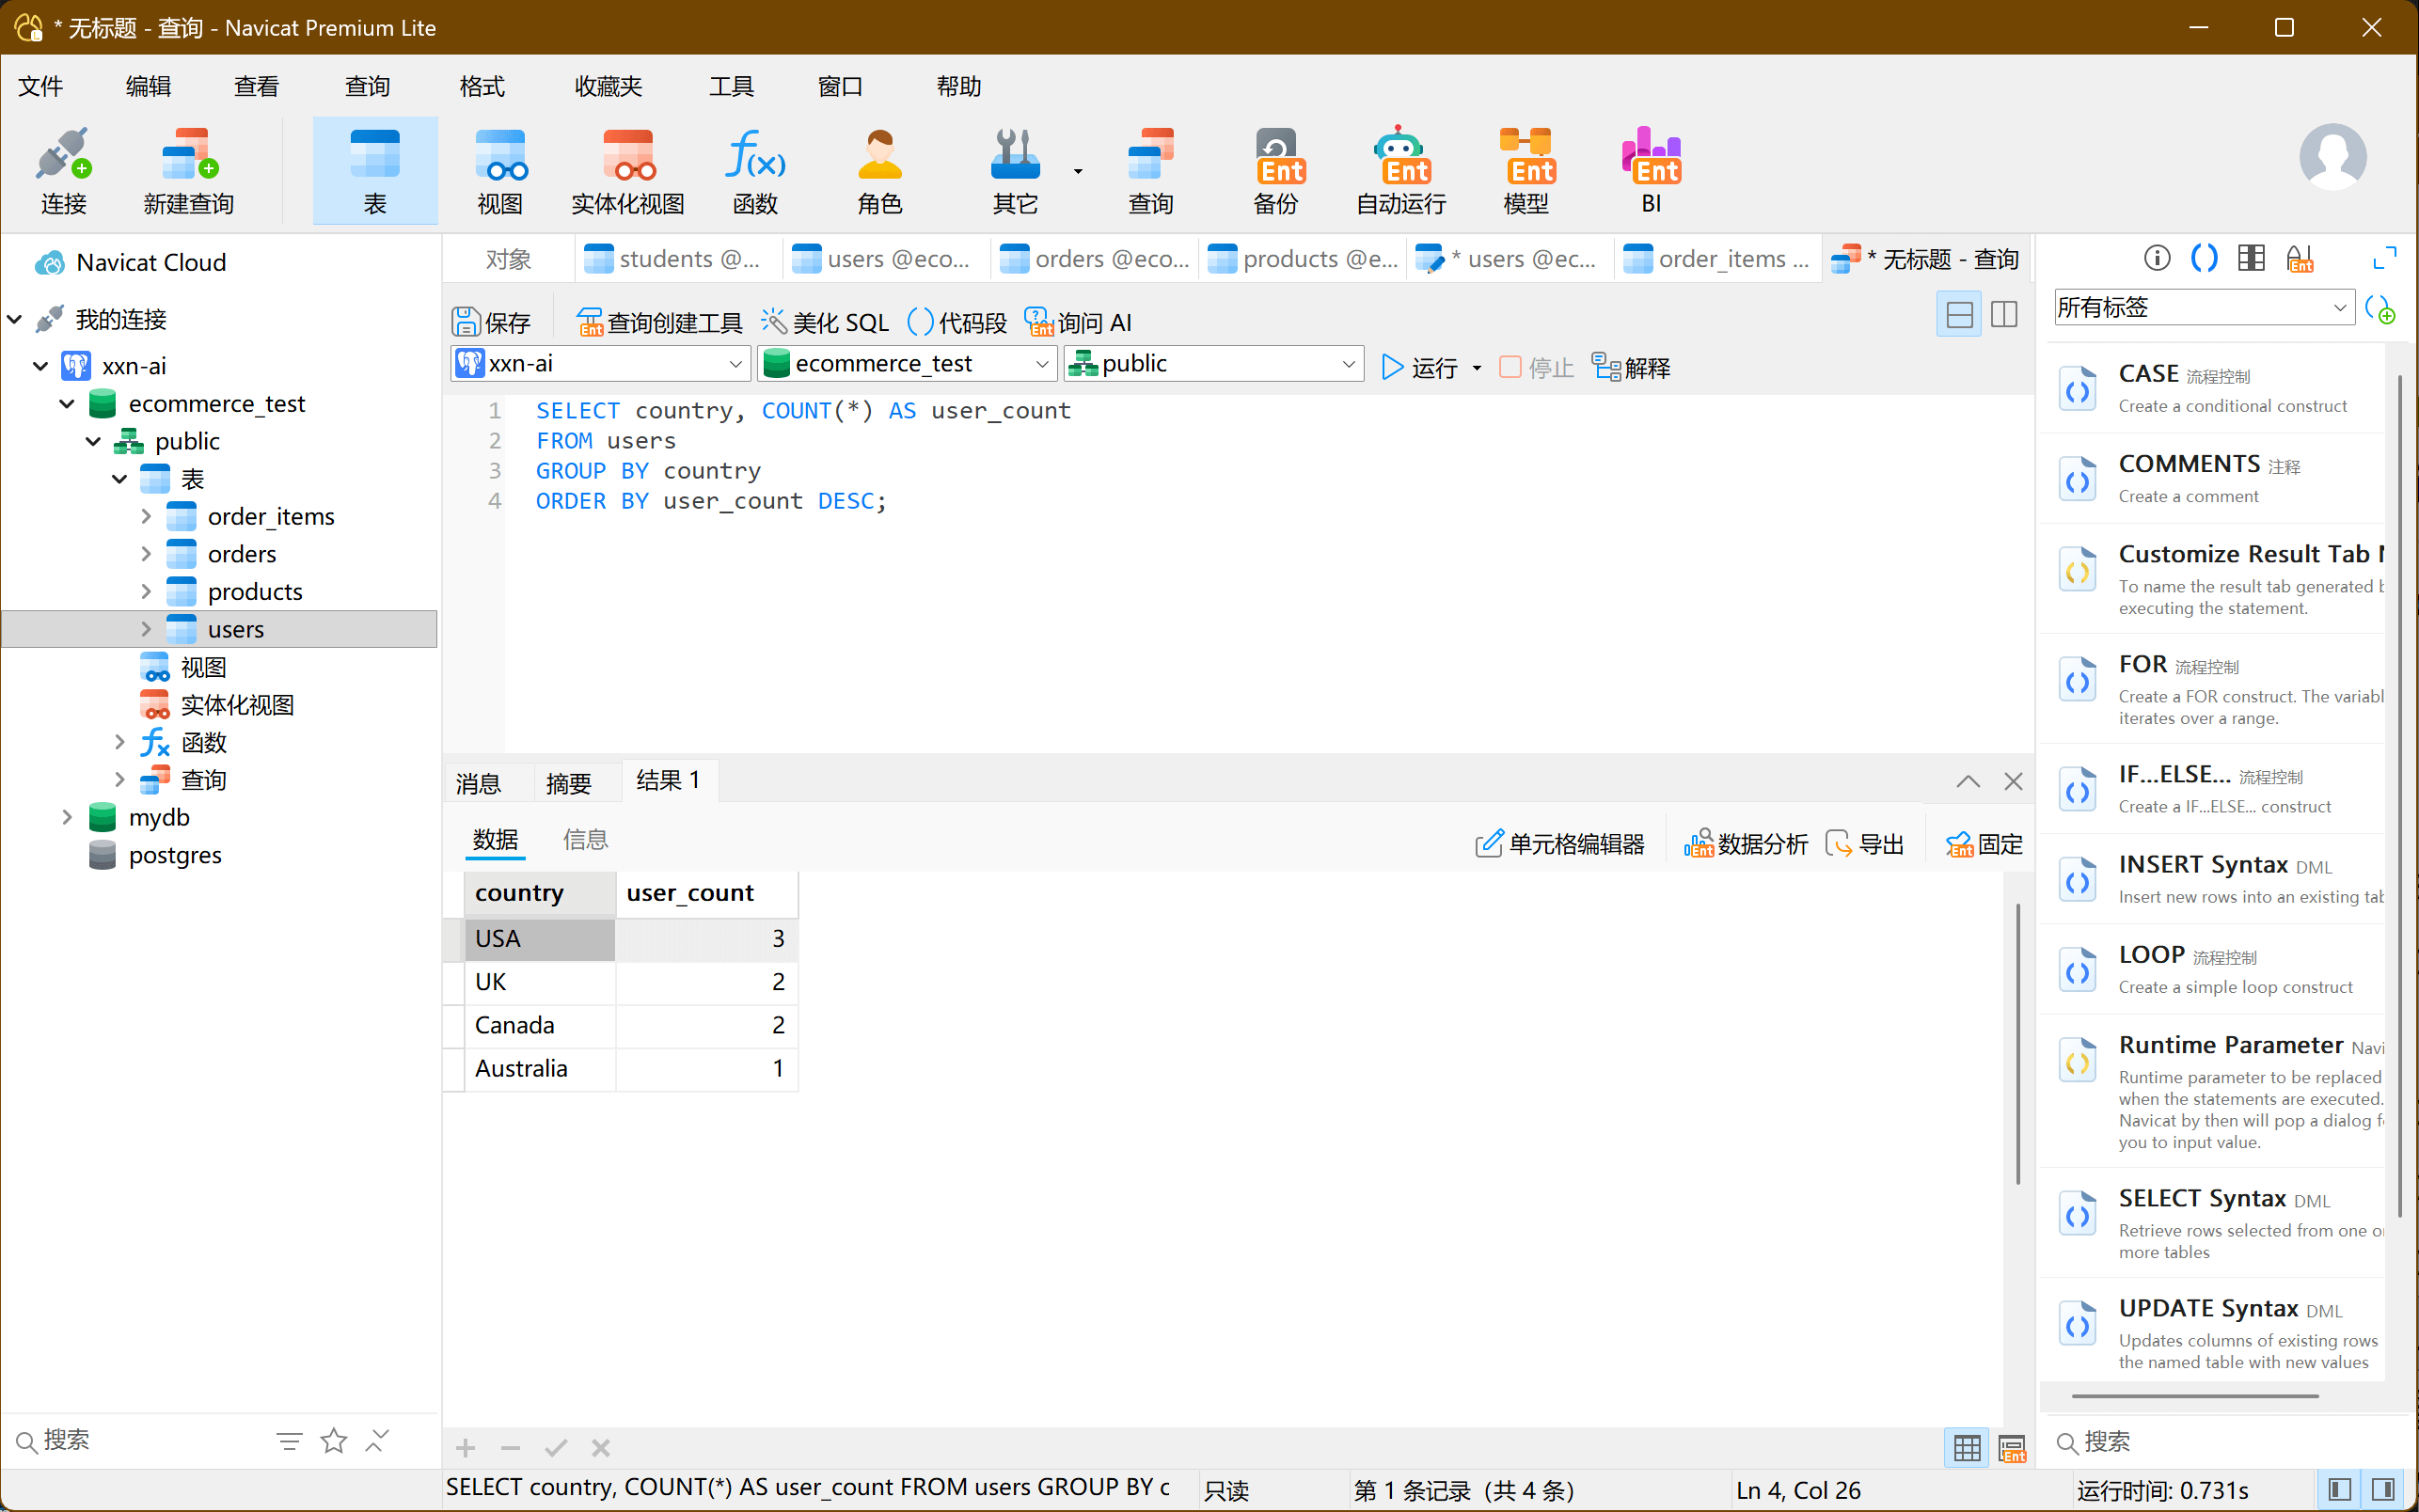 * 无标题 - 查询 - Navicat Premium Lite
文件 编辑 查看 查询 格式 收藏夹 工具 窗口 帮助
连接 新建查询 表 视图 实体化视图 f(x) 函数 角色 其它 查询 Ent 备份 Ent 自动运行 Ent 模型 Ent BI
Navicat Cloud
我的连接
xxn-ai
ecommerce_test
public
表
order_items
orders
products
users
视图
实体化视图
fx 函数
查询
mydb
postgres
搜索
对象 students @... users @eco... orders @eco... products @e... * users @ec... order_items ... * 无标题 - 查询
保存 Ent 查询创建工具 美化 SQL () 代码段 Ent 询问 AI
xxn-ai ecommerce_test public 运行 停止 解释
1 SELECT country, COUNT(*) AS user_count
2 FROM users
3 GROUP BY country
4 ORDER BY user_count DESC;
消息 摘要 结果 1
数据 信息 单元格编辑器 Ent 数据分析 导出 Ent 固定
country user_count
USA 3
UK 2
Canada 2
Australia 1
Ent
Ent
所有标签
CASE 流程控制
Create a conditional construct
COMMENTS 注释
Create a comment
Customize Result Tab
To name the result tab generated
executing the statement.
FOR 流程控制
Create a FOR construct. The variabl
iterates over a range.
IF...ELSE... 流程控制
Create a IF...ELSE... construct
INSERT Syntax DML
Insert new rows into an existing tab
LOOP 流程控制
Create a simple loop construct
Runtime Parameter Navi
Runtime parameter to be replaced
when the statements are executed.
Navicat by then will pop a dialog f
you to input value.
SELECT Syntax DML
Retrieve rows selected from one o
more tables
UPDATE Syntax DML
Updates columns of existing rows
the named table with new values
搜索
SELECT country, COUNT(*) AS user_count FROM users GROUP BY c 只读 第 1 条记录 (共 4 条) Ln 4, Col 26 运行时间: 0.731s